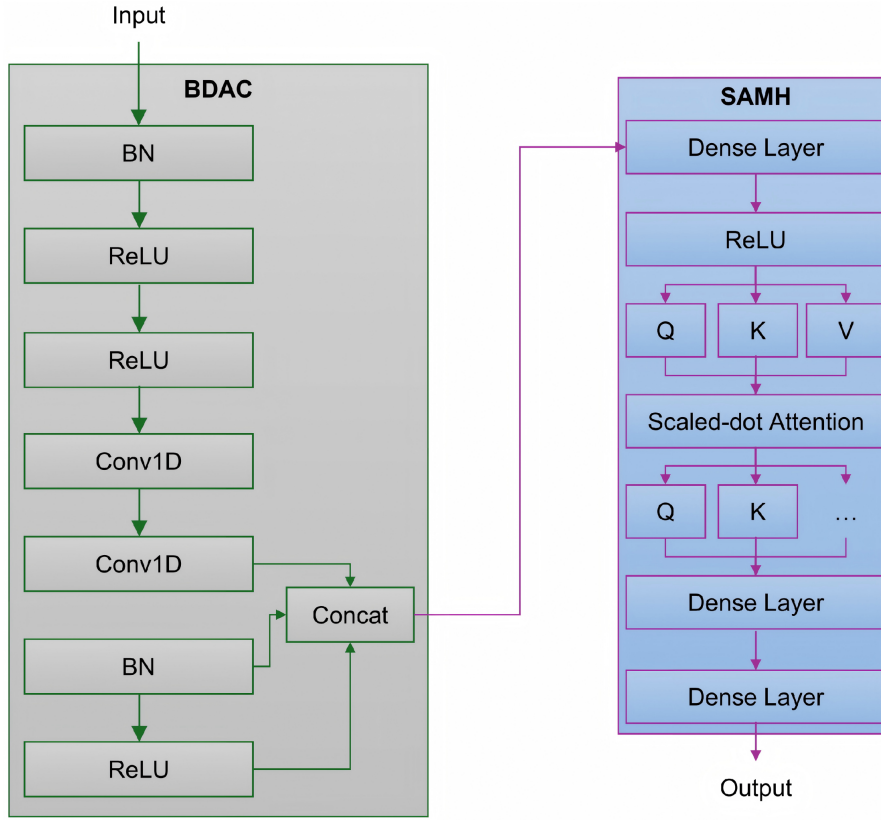 Input
BDAC
BN
ReLU
ReLU
Conv1D
Conv1D
Concat
BN
ReLU
SAMH
Dense Layer
ReLU
Q K V
Scaled-dot Attention
Q K ...
Dense Layer
Dense Layer
Output